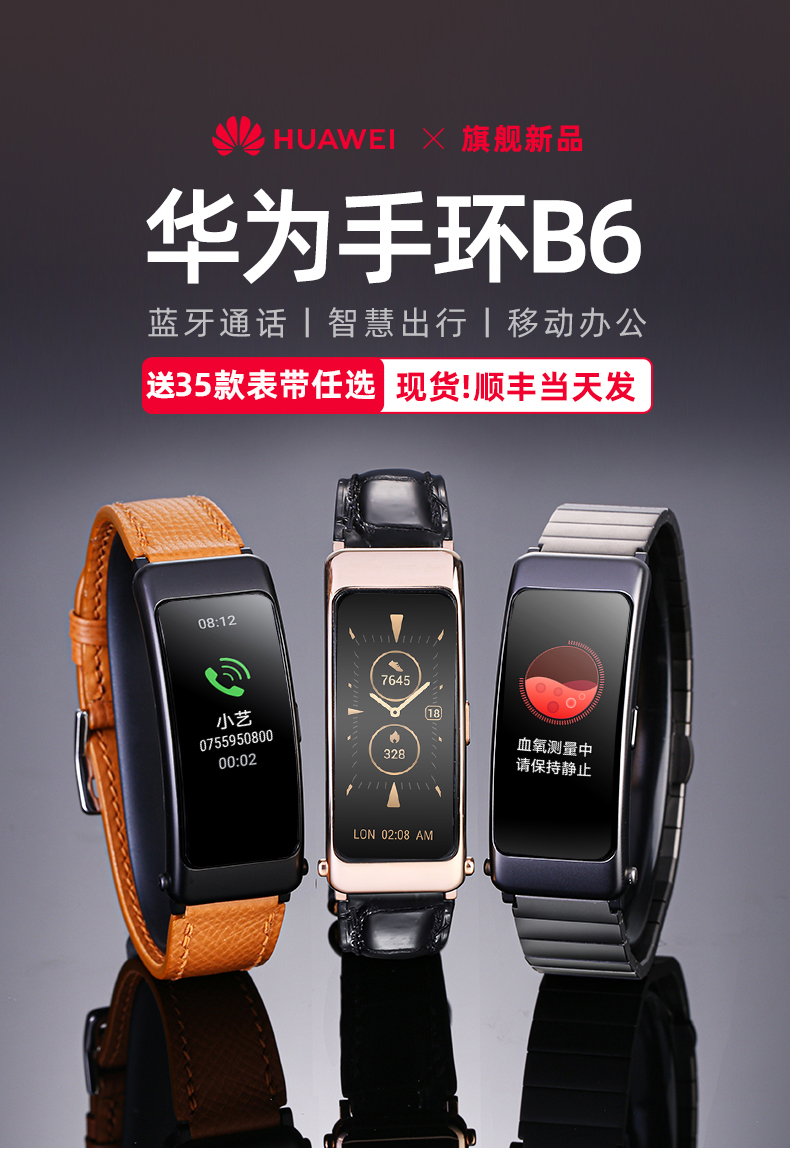 HUAWEI × 旗舰新品
华为手环B6
蓝牙通话丨智慧出行丨移动办公
送35款表带任选 现货!顺丰当天发
08:12
小艺
0755950800
00:02
7645
18
328
LON 02:08 AM
血氧测量中
请保持静止